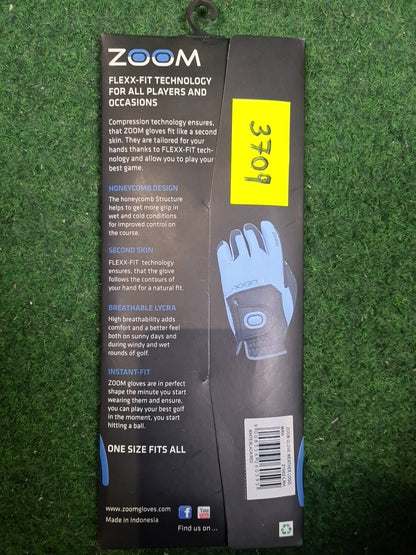 ZOOM
FLEXX-FIT TECHNOLOGY
FOR ALL PLAYERS AND
OCCASIONS
Compression technology ensures,
that ZOOM gloves fit like a second
skin. They are tailored for your
hands thanks to FLEXX-FIT tech-
nology and allow you to play your
best game.
3709
HONEYCOMB DESIGN
The honeycomb Structure
helps to get more grip in
wet and cold conditions
for improved control on
the course.
SECOND SKIN
FLEXX-FIT technology
ensures, that the glove
follows the contours of
your hand for a natural fit.
BREATHABLE LYCRA
High breathability adds
comfort and a better feel
both on sunny days and
during windy and wet
rounds of golf.
INSTANT-FIT
ZOOM gloves are in perfect
shape the minute you start
wearing them and ensure,
you can play your best golf
in the moment, you start
hitting a ball.
ONE SIZE FITS ALL
www.zoomgloves.com
Made in Indonesia
f
You
Find us on ...